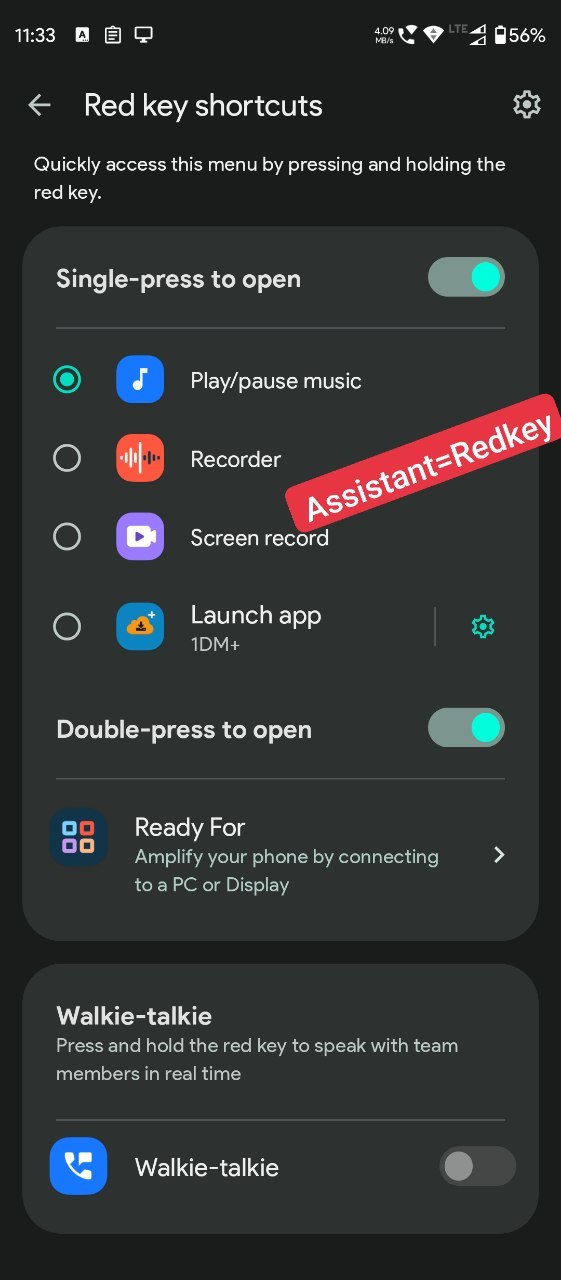 11:33
4.09
MB/s
LTE
56%
Red key shortcuts
Quickly access this menu by pressing and holding the
red key.
Single-press to open
Play/pause music
Recorder
Assistant=Redkey
Screen record
Launch app
1DM+
Double-press to open
Ready For
Amplify your phone by connecting
to a PC or Display
Walkie-talkie
Press and hold the red key to speak with team
members in real time
Walkie-talkie